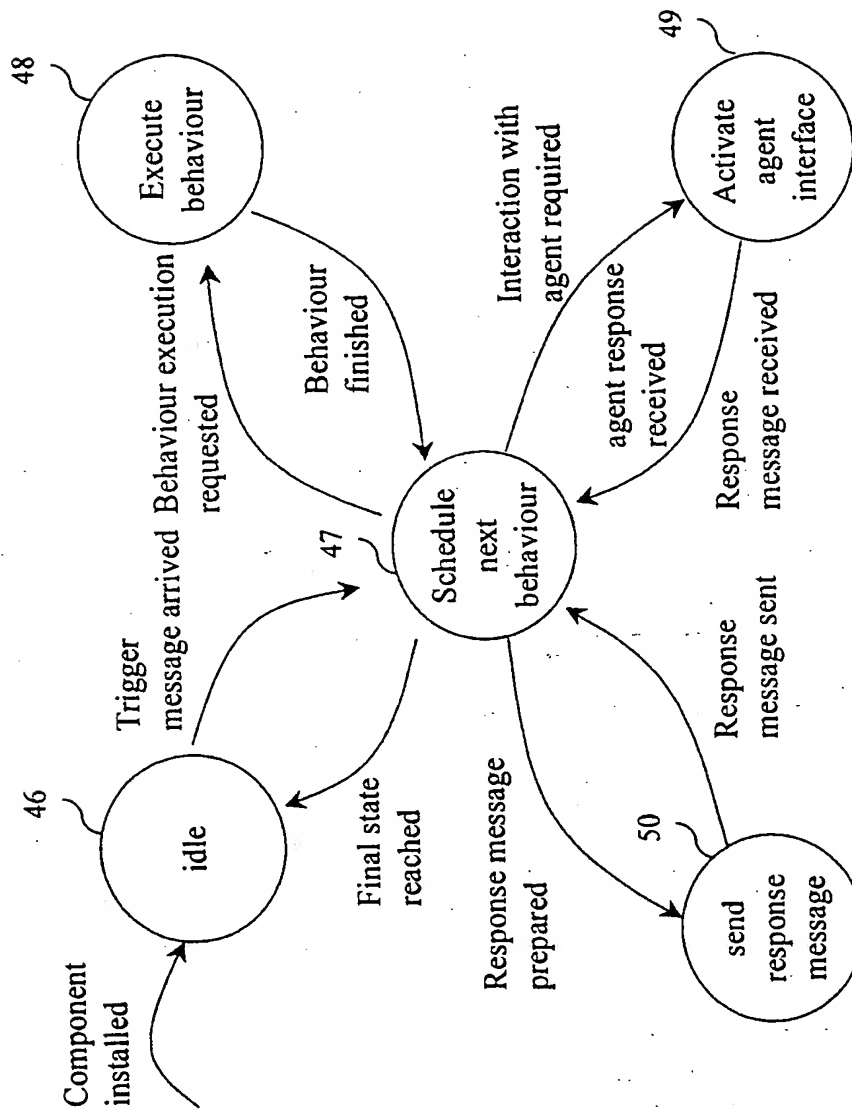 Component
installed
46
idle
Trigger
message arrived
Final state
reached
47
Schedule
next
behaviour
Behaviour execution
requested
Behaviour
finished
48
Execute
behaviour
Response message
prepared
50
send
response
message
Response
message sent
Interaction with
agent required
agent response
received
Response
message received
49
Activate
agent
interface